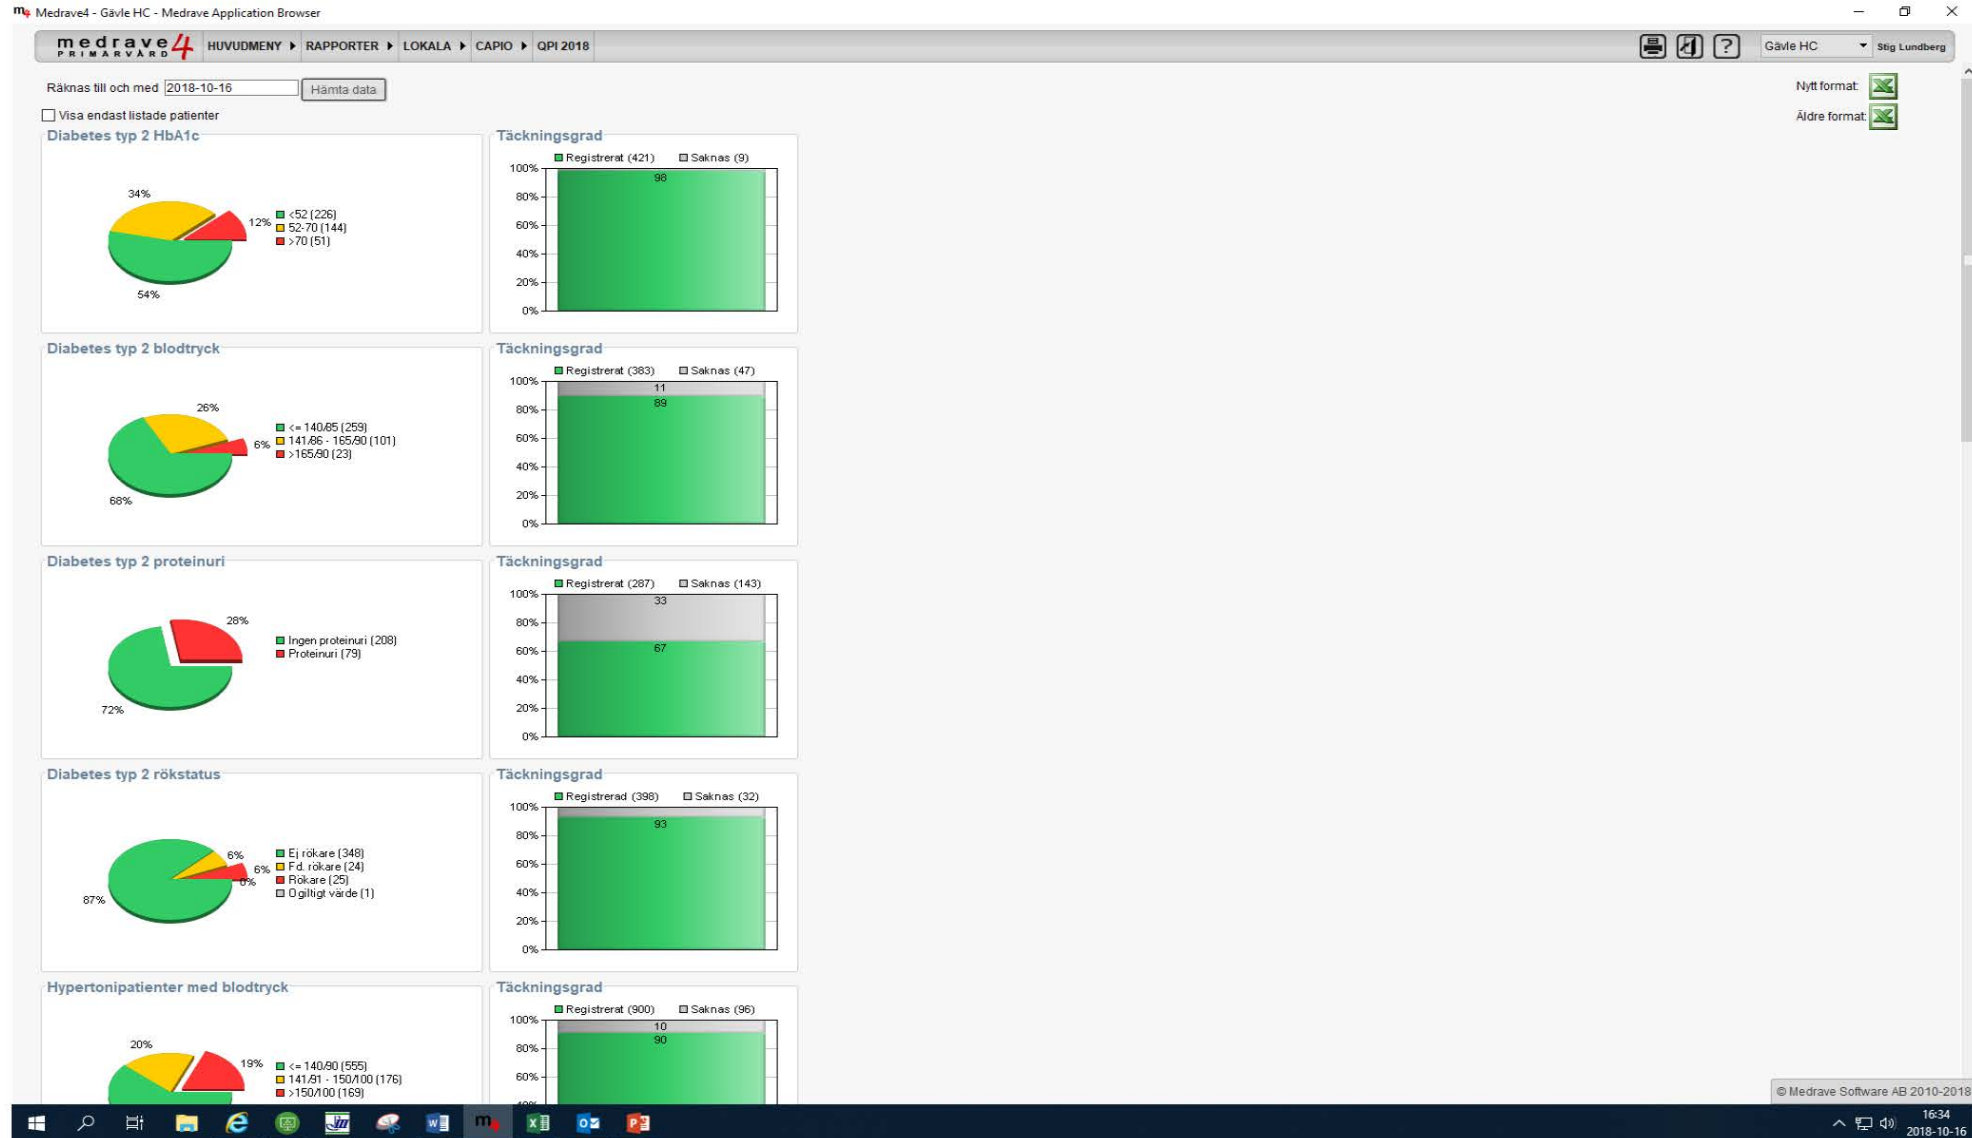 Medrave4 - Gävle HC - Medrave Application Browser
medrave4 PRIMÄRVÅRD HUVUDMENY RAPPORTER LOKALA CAPIO QPI 2018 ? Gävle HC Stig Lundberg
Räknas till och med 2018-10-16 Hämta data
Nytt format:
Visa endast listade patienter
Äldre format:
Diabetes typ 2 HbA1c
34%
12%
54%
<52 (226)
52-70 (144)
>70 (51)
Täckningsgrad
Registrerat (421) Saknas (9)
100%
80%
60%
40%
20%
0%
98
Diabetes typ 2 blodtryck
26%
6%
68%
<= 140/85 (259)
141/86 - 165/90 (101)
>165/90 (23)
Täckningsgrad
Registrerat (383) Saknas (47)
100%
80%
60%
40%
20%
0%
11
89
Diabetes typ 2 proteinuri
28%
72%
Ingen proteinuri (208)
Proteinuri (79)
Täckningsgrad
Registrerat (287) Saknas (143)
100%
80%
60%
40%
20%
0%
33
67
Diabetes typ 2 rökstatus
6%
6%
0%
87%
Ej rökare (348)
Fd. rökare (24)
Rökare (25)
Ogiltigt värde (1)
Täckningsgrad
Registrerad (398) Saknas (32)
100%
80%
60%
40%
20%
0%
93
Hypertonipatienter med blodtryck
20%
19%
<= 140/90 (555)
141/91 - 150/100 (176)
>150/100 (169)
Täckningsgrad
Registrerat (900) Saknas (96)
100%
80%
60%
10
90
© Medrave Software AB 2010-2018
16:34
2018-10-16